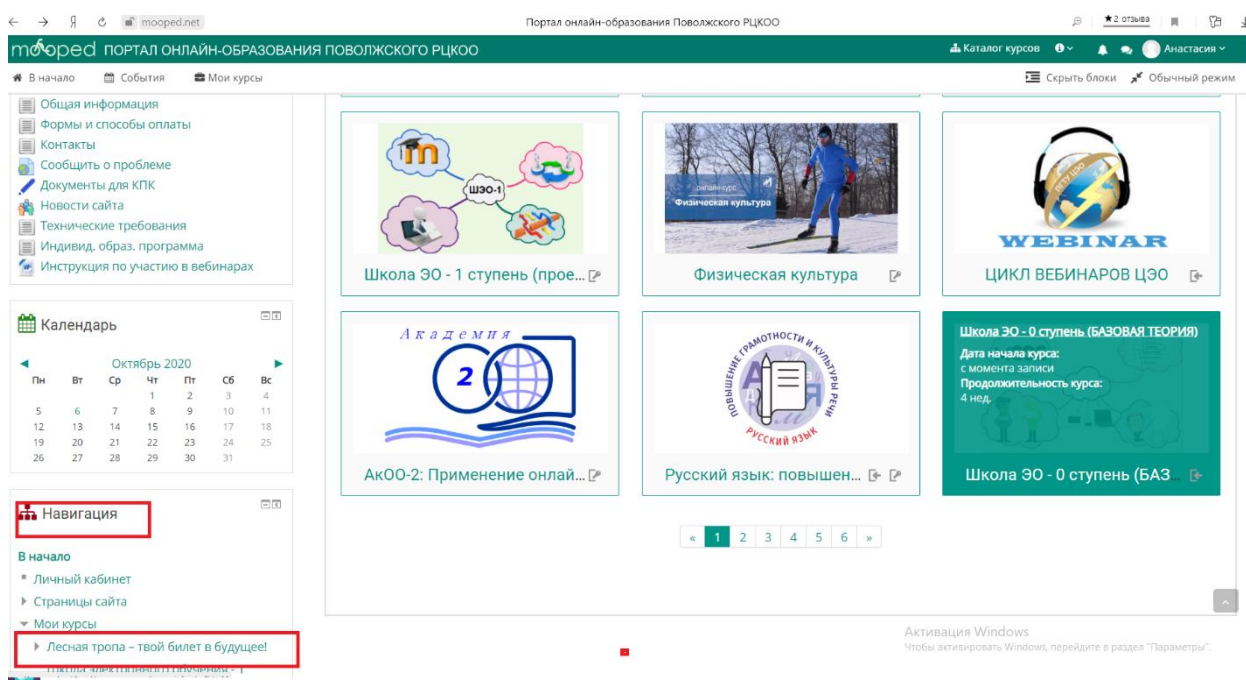 mooped.net
Портал онлайн-образования Поволжского РЦКОО
★2 отзыва
mooped ПОРТАЛ ОНЛАЙН-ОБРАЗОВАНИЯ ПОВОЛЖСКОГО РЦКОО
Каталог курсов
Анастасия
В начало События Мои курсы
Скрыть блоки Обычный режим
Общая информация
Формы и способы оплаты
Контакты
Сообщить о проблеме
Документы для КПК
Новости сайта
Технические требования
Индивид. образ. программа
Инструкция по участию в вебинарах
Календарь
Октябрь 2020
Пн Вт Ср Чт Пт Сб Вс
1 2 3 4
5 6 7 8 9 10 11
12 13 14 15 16 17 18
19 20 21 22 23 24 25
26 27 28 29 30 31
Навигация
В начало
Личный кабинет
Страницы сайта
Мои курсы
Лесная тропа – твой билет в будущее!
Школа электронного обучения - 1
m
ШЭО-1
Школа ЭО - 1 ступень (прое...
онлайн-курс
Физическая культура
Физическая культура
WEBINAR
ЦИКЛ ВЕБИНАРОВ ЦЭО
Академия
2
АкОО-2: Применение онлай...
ПОВЫШЕНИЕ ГРАМОТНОСТИ И КУЛЬТУРЫ РЕЧИ
РУССКИЙ ЯЗЫК
Русский язык: повышен...
Школа ЭО - 0 ступень (БАЗОВАЯ ТЕОРИЯ)
Дата начала курса:
с момента записи
Продолжительность курса:
4 нед.
Школа ЭО - 0 ступень (БАЗ...
« 1 2 3 4 5 6 »
Активация Windows
Чтобы активировать Windows, перейдите в раздел "Параметры".